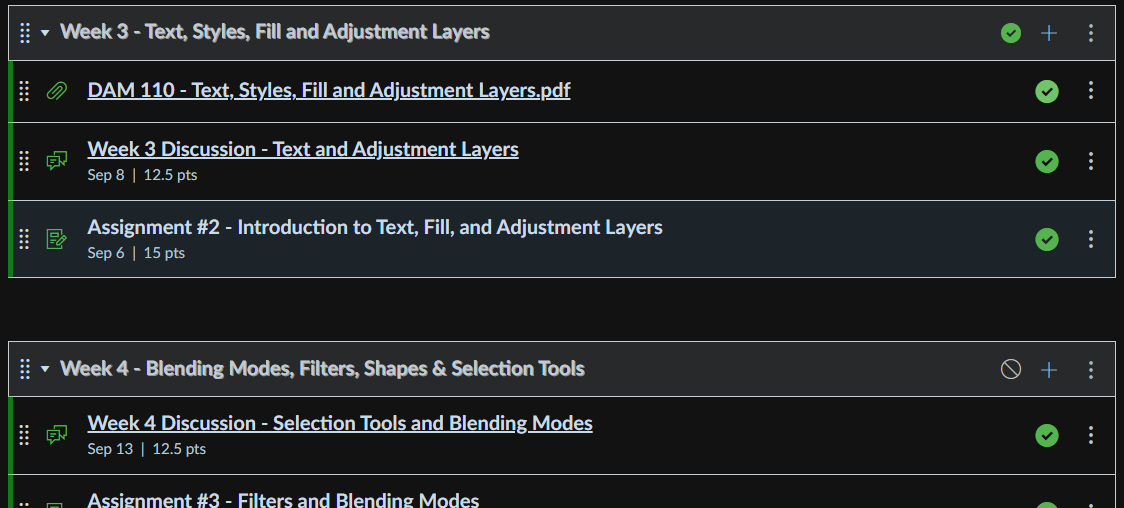 Week 3 - Text, Styles, Fill and Adjustment Layers
DAM 110 - Text, Styles, Fill and Adjustment Layers.pdf
Week 3 Discussion - Text and Adjustment Layers
Sep 8 | 12.5 pts
Assignment #2 - Introduction to Text, Fill, and Adjustment Layers
Sep 6 | 15 pts
Week 4 - Blending Modes, Filters, Shapes & Selection Tools
Week 4 Discussion - Selection Tools and Blending Modes
Sep 13 | 12.5 pts
Assignment #3 - Filters and Blending Modes